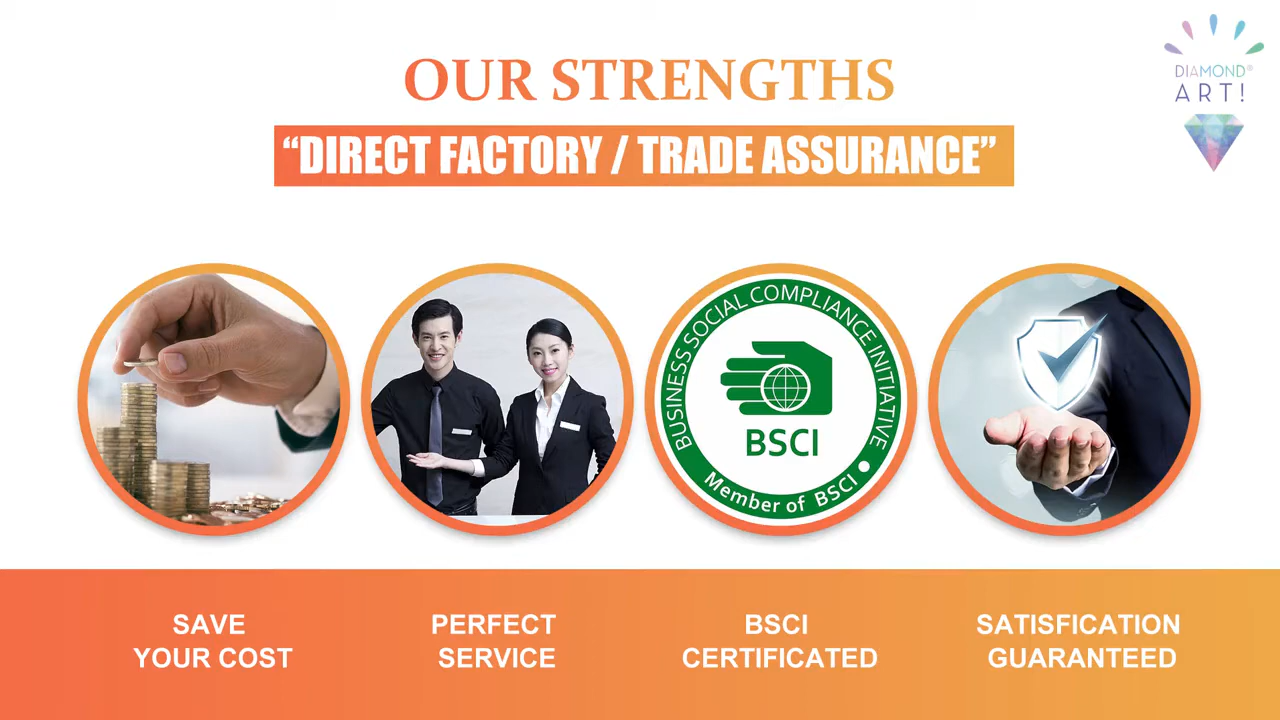 OUR STRENGTHS
“DIRECT FACTORY / TRADE ASSURANCE”
DIAMOND®
ART!
BUSINESS SOCIAL COMPLIANCE INITIATIVE
BSCI
Member of BSCI
SAVE
YOUR COST
PERFECT
SERVICE
BSCI
CERTIFICATED
SATISFICATION
GUARANTEED